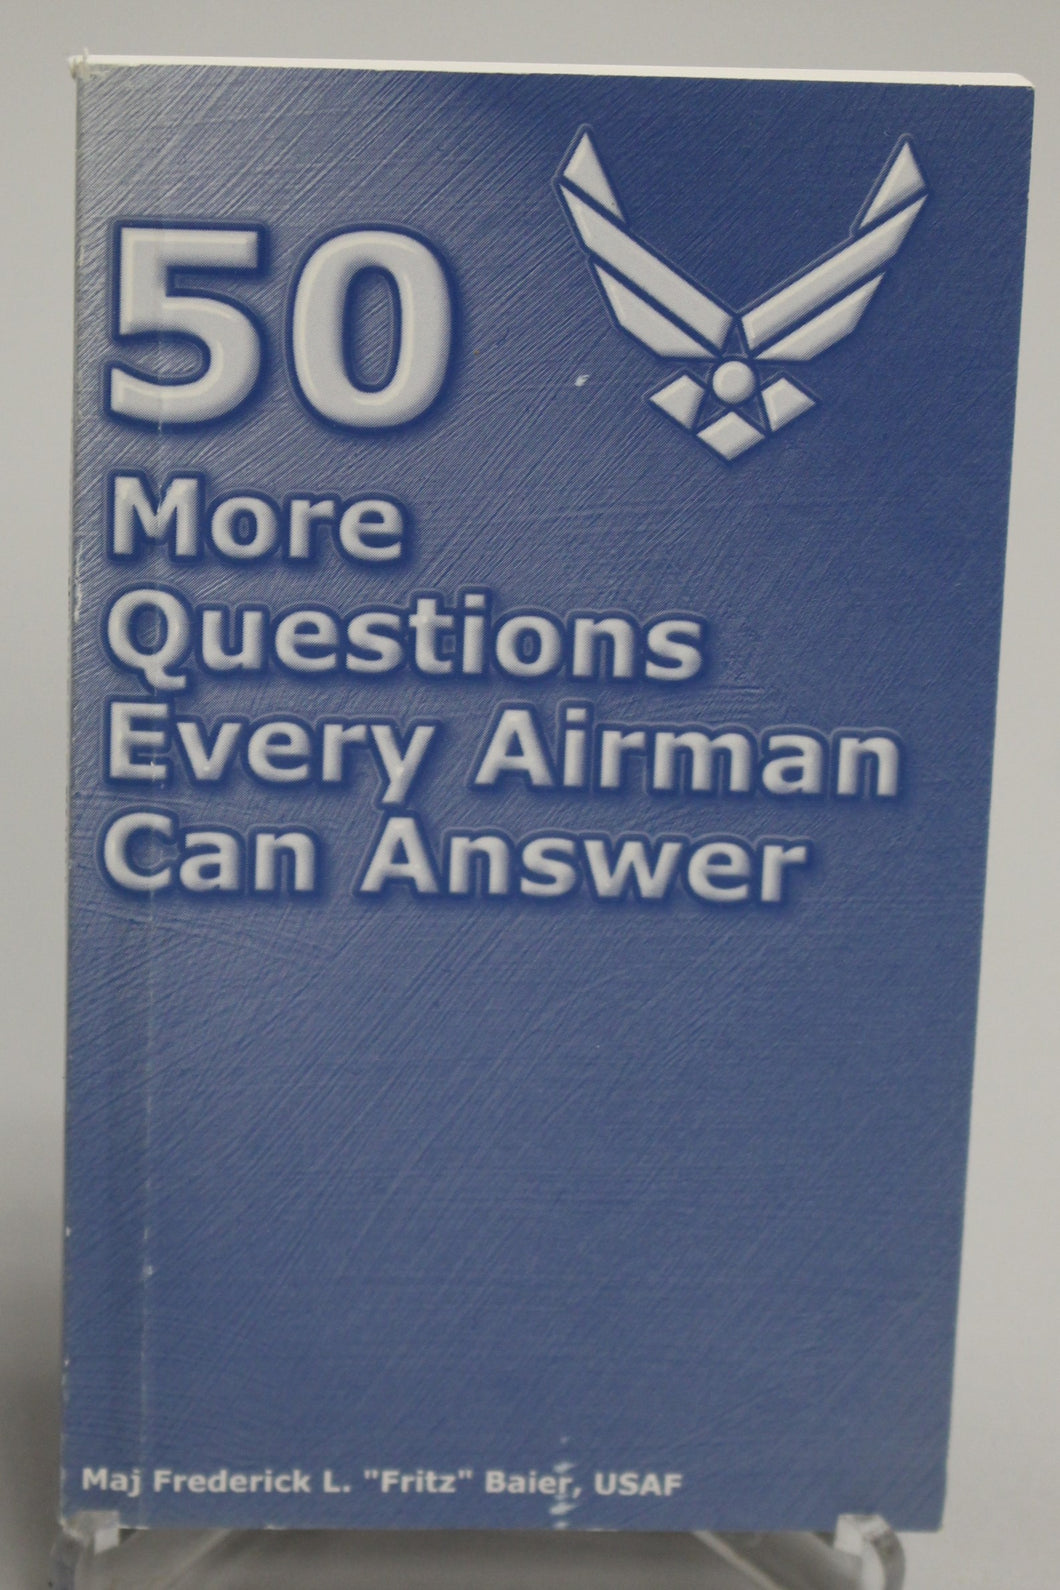 50
More
Questions
Every Airman
Can Answer
Maj Frederick L. "Fritz" Baier, USAF